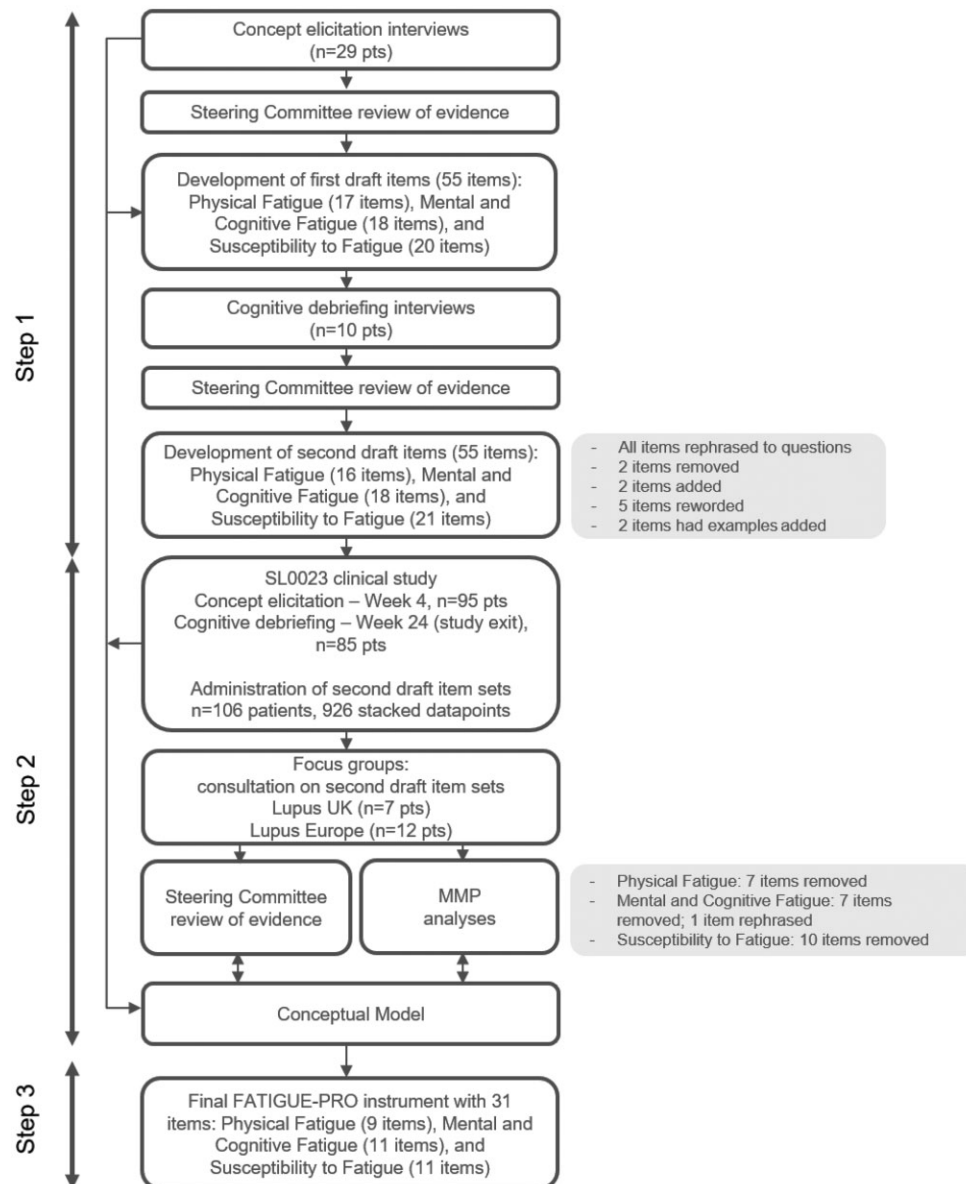 Step 1
Concept elicitation interviews
(n=29 pts)
Steering Committee review of evidence
Development of first draft items (55 items):
Physical Fatigue (17 items), Mental and
Cognitive Fatigue (18 items), and
Susceptibility to Fatigue (20 items)
Cognitive debriefing interviews
(n=10 pts)
Steering Committee review of evidence
Development of second draft items (55 items):
Physical Fatigue (16 items), Mental and
Cognitive Fatigue (18 items), and
Susceptibility to Fatigue (21 items)
- All items rephrased to questions
- 2 items removed
- 2 items added
- 5 items reworded
- 2 items had examples added
Step 2
SL0023 clinical study
Concept elicitation – Week 4, n=95 pts
Cognitive debriefing – Week 24 (study exit),
n=85 pts
Administration of second draft item sets
n=106 patients, 926 stacked datapoints
Focus groups:
consultation on second draft item sets
Lupus UK (n=7 pts)
Lupus Europe (n=12 pts)
Steering Committee
review of evidence
MMP
analyses
- Physical Fatigue: 7 items removed
- Mental and Cognitive Fatigue: 7 items
removed; 1 item rephrased
- Susceptibility to Fatigue: 10 items removed
Conceptual Model
Step 3
Final FATIGUE-PRO instrument with 31
items: Physical Fatigue (9 items), Mental and
Cognitive Fatigue (11 items), and
Susceptibility to Fatigue (11 items)